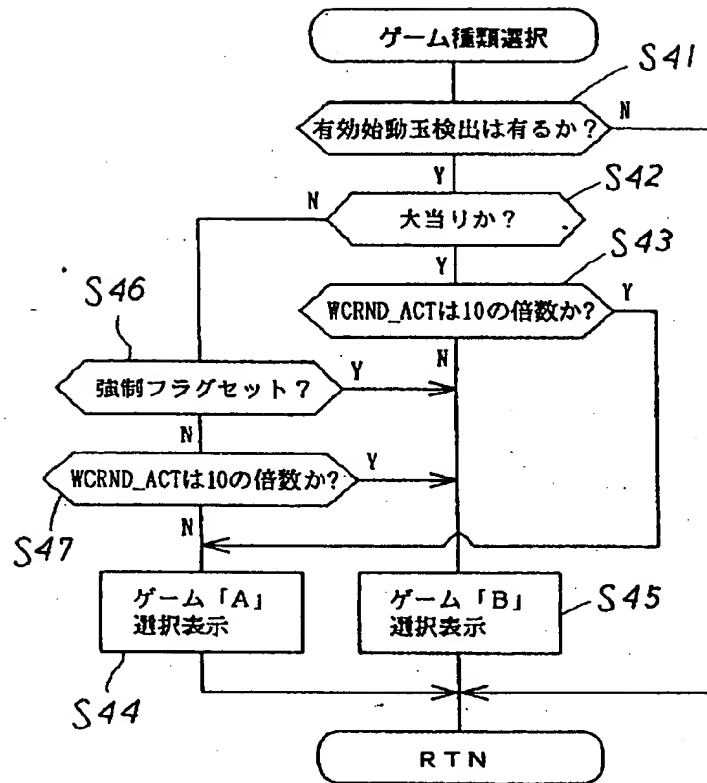 ゲーム種類選択
S41
有効始動玉検出は有るか?
N
Y
S42
N
大当りか?
S43
Y
S46
WCRND_ACTは10の倍数か?
Y
N
強制フラグセット?
Y
N
WCRND_ACTは10の倍数か?
Y
S47
N
ゲーム「A」
選択表示
ゲーム「B」
選択表示
S45
S44
RTN